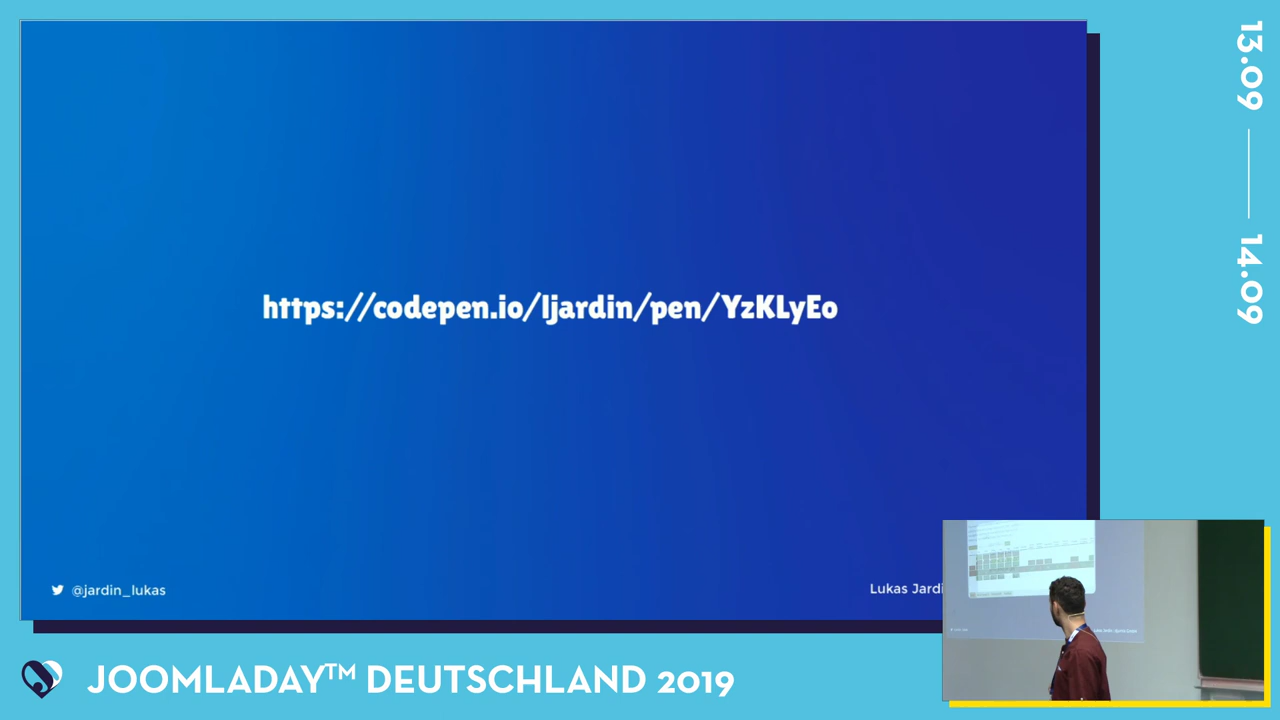 https://codepen.io/ljardin/pen/YzKLyEo
@jardin_lukas
Lukas Jardi
JOOMLADAY™ DEUTSCHLAND 2019
13.09
14.09